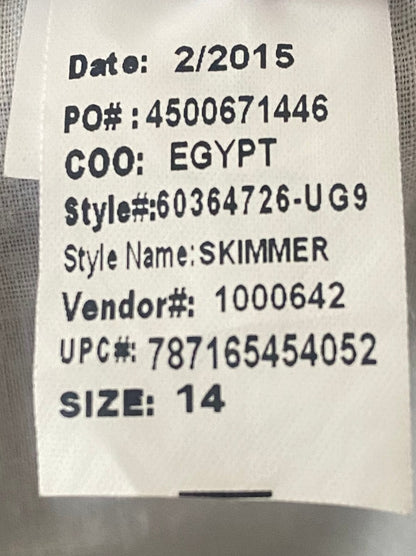 Date: 2/2015
PO# : 4500671446
COO: EGYPT
Style#:60364726-UG9
Style Name:SKIMMER
Vendor#: 1000642
UPC#: 787165454052
SIZE: 14